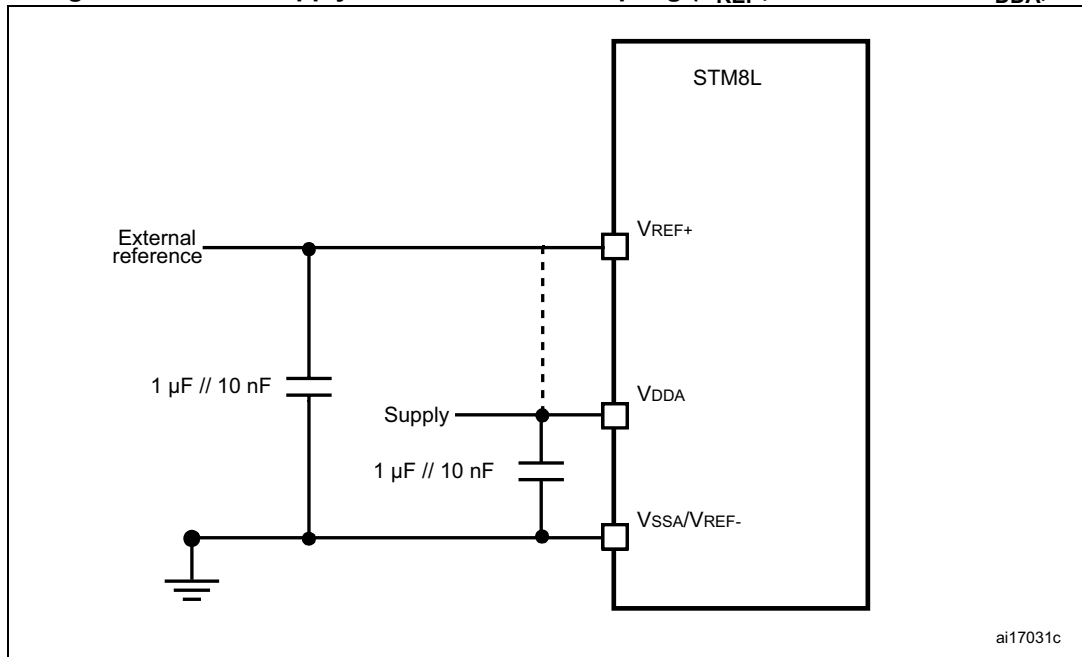 STM8L
VREF+
External
reference
1 µF // 10 nF
VDDA
Supply
1 µF // 10 nF
VSSA/VREF-
ai17031c